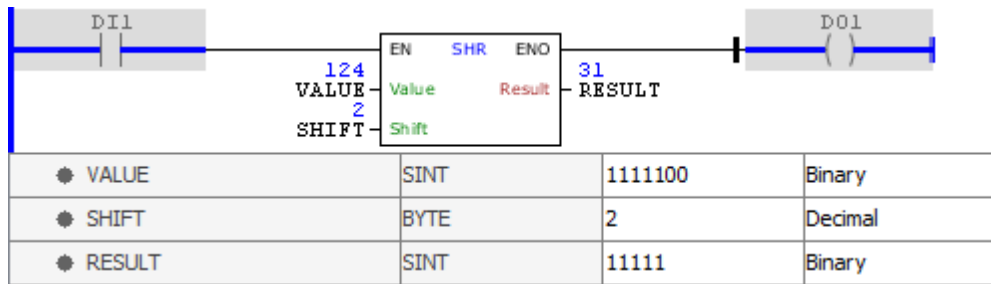 DI1 DO1
EN SHR ENO
124 31
VALUE Value Result RESULT
2
SHIFT Shift
VALUE SINT 1111100 Binary
SHIFT BYTE 2 Decimal
RESULT SINT 11111 Binary